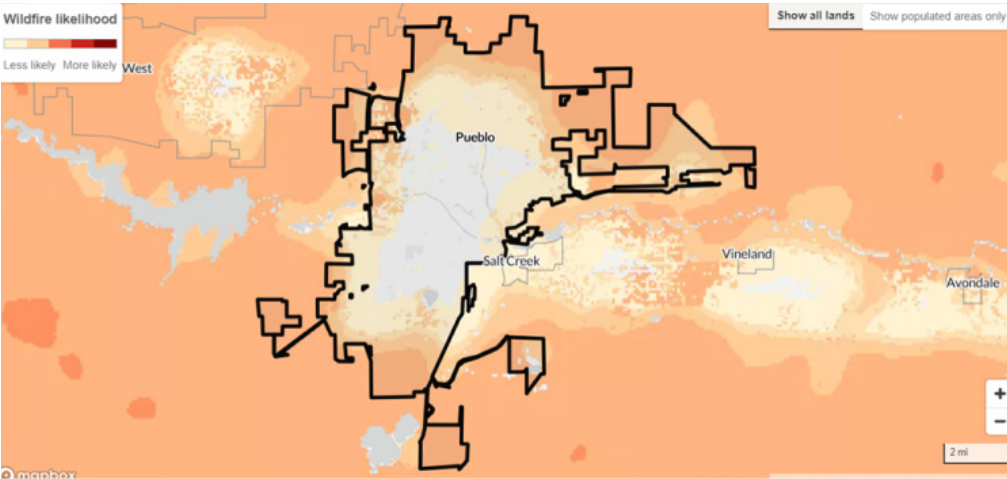 Wildfire likelihood
Less likely More likely
Show all lands Show populated areas only
West
Pueblo
Salt Creek
Vineland
Avondale
+
−
2 mi
mapbox